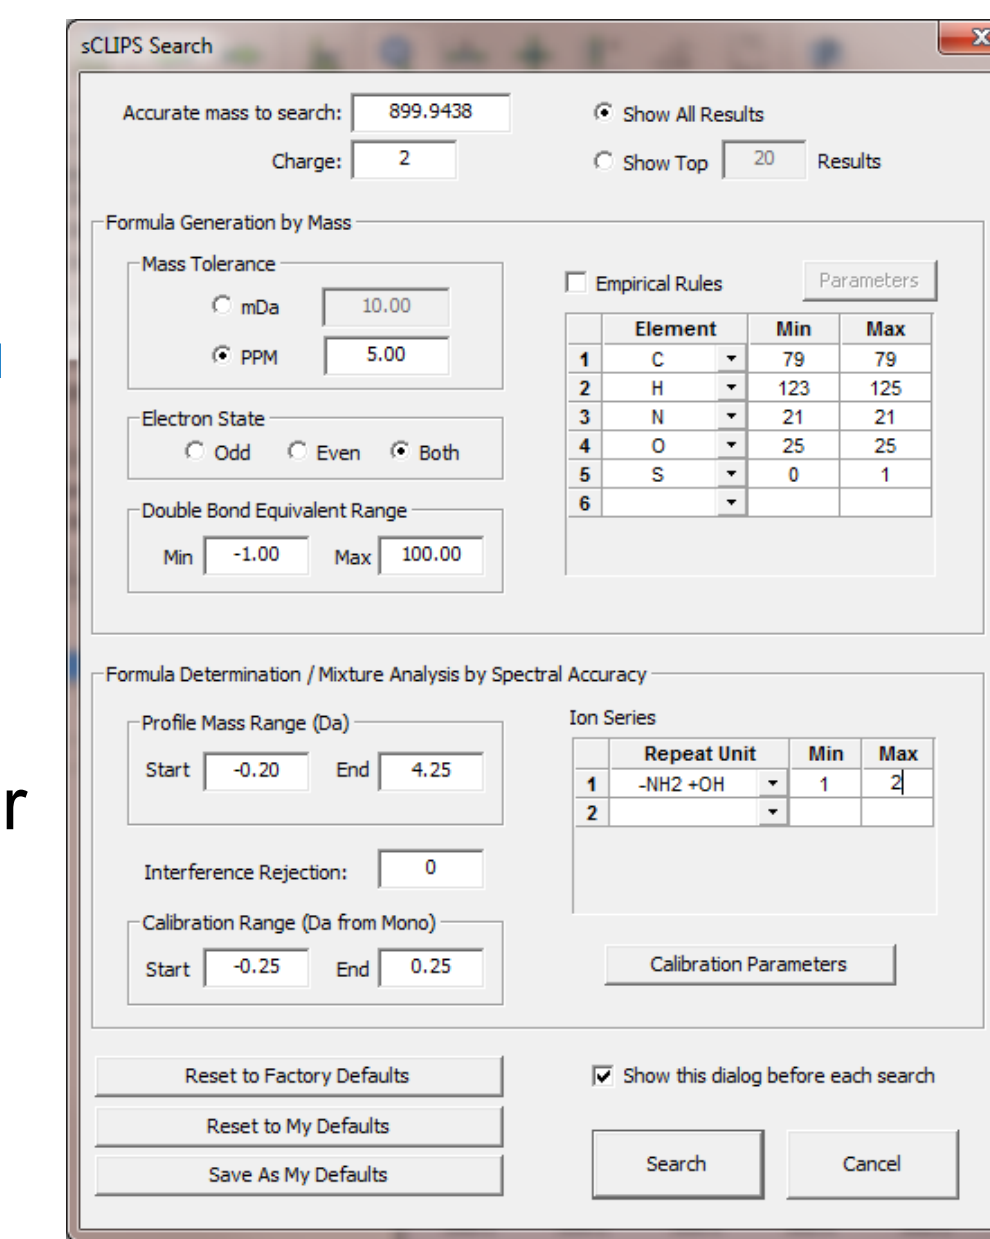 sCLIPS Search
x
Accurate mass to search: 899.9438
Show All Results
Charge: 2
Show Top 20 Results
Formula Generation by Mass
Mass Tolerance
mDa 10.00
PPM 5.00
Empirical Rules
Parameters
Element Min Max
1 C 79 79
2 H 123 125
3 N 21 21
4 O 25 25
5 S 0 1
6
Electron State
Odd Even Both
Double Bond Equivalent Range
Min -1.00 Max 100.00
Formula Determination / Mixture Analysis by Spectral Accuracy
Profile Mass Range (Da)
Start -0.20 End 4.25
Ion Series
Repeat Unit Min Max
1 -NH2 +OH 1 2
2
r
Interference Rejection: 0
Calibration Range (Da from Mono)
Start -0.25 End 0.25
Calibration Parameters
Reset to Factory Defaults
Show this dialog before each search
Reset to My Defaults
Save As My Defaults
Search
Cancel